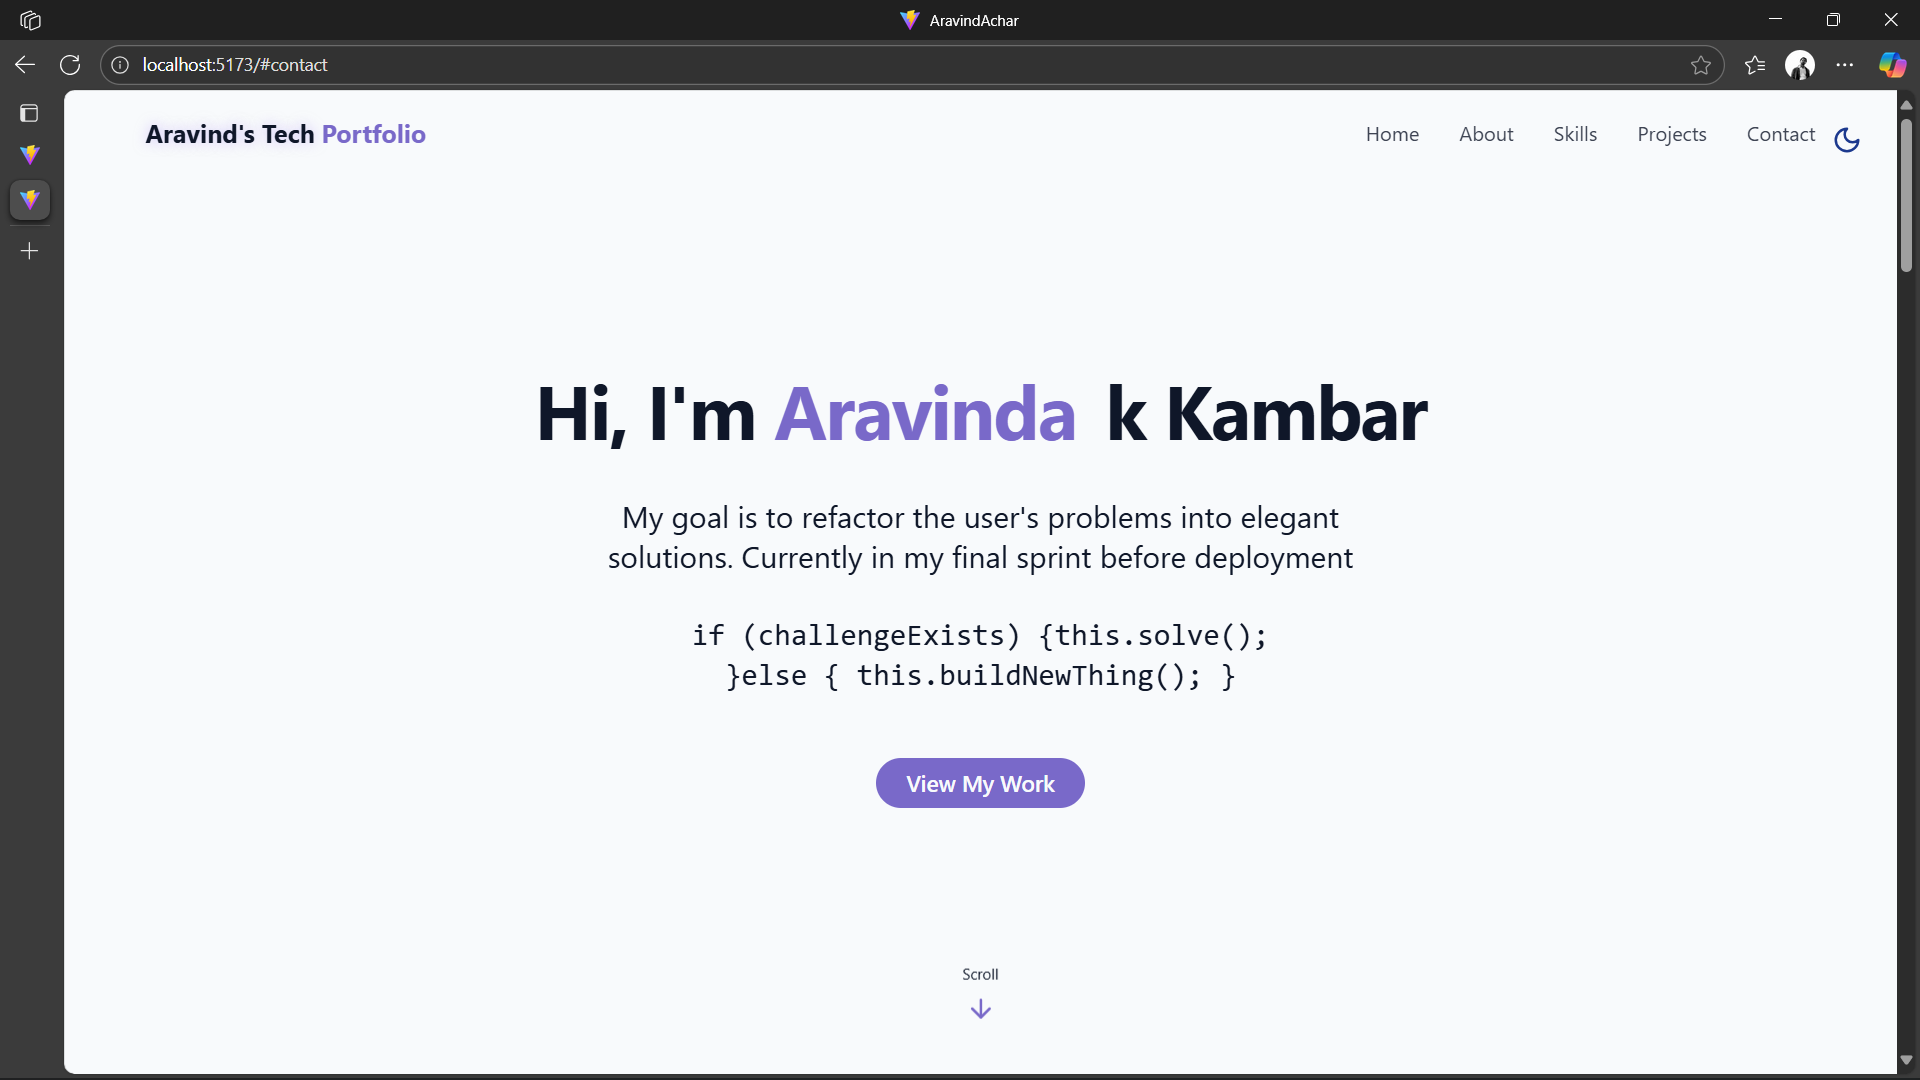 AravindAchar
localhost:5173/#contact
Aravind's Tech Portfolio
Home About Skills Projects Contact
Hi, I'm Aravinda k Kambar
My goal is to refactor the user's problems into elegant
solutions. Currently in my final sprint before deployment
if (challengeExists) {this.solve();
}else { this.buildNewThing(); }
View My Work
Scroll